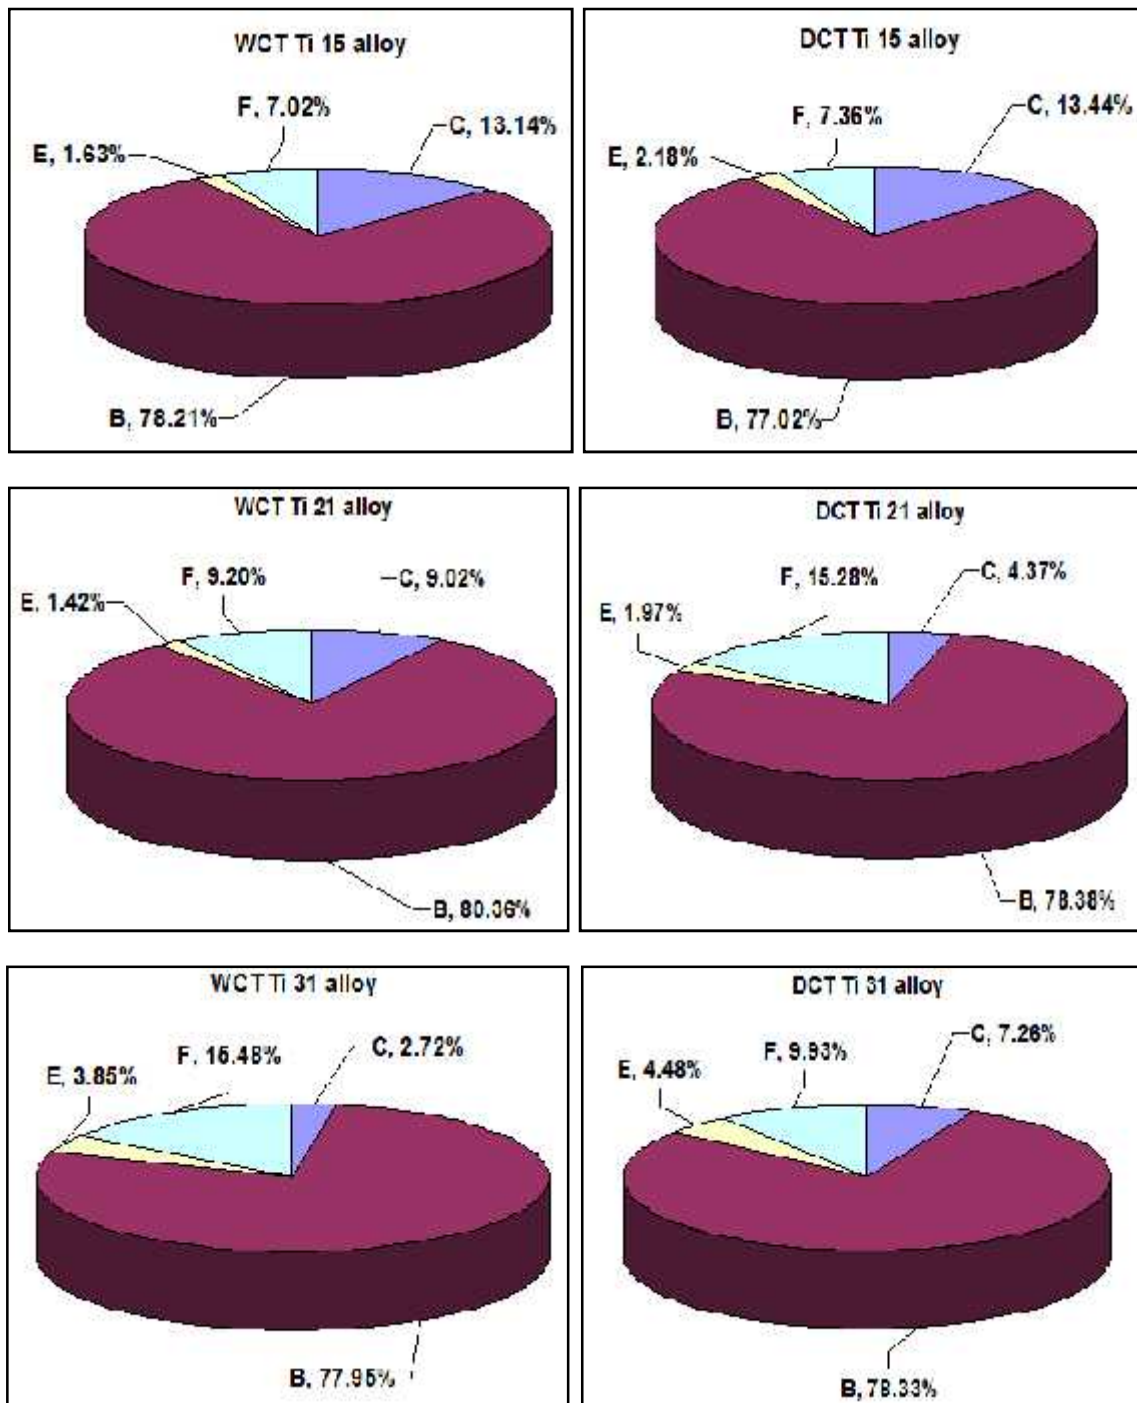 WCT Ti 15 alloy
F, 7.02%
C, 13.14%
E, 1.63%
B, 78.21%
DCT Ti 15 alloy
F, 7.36%
C, 13.44%
E, 2.18%
B, 77.02%
WCT Ti 21 alloy
F, 9.20%
C, 9.02%
E, 1.42%
B, 80.36%
DCT Ti 21 alloy
F, 15.28%
C, 4.37%
E, 1.97%
B, 78.38%
WCT Ti 31 alloy
F, 15.48%
C, 2.72%
E, 3.85%
B, 77.95%
DCT Ti 31 alloy
F, 9.93%
C, 7.26%
E, 4.48%
B, 78.33%